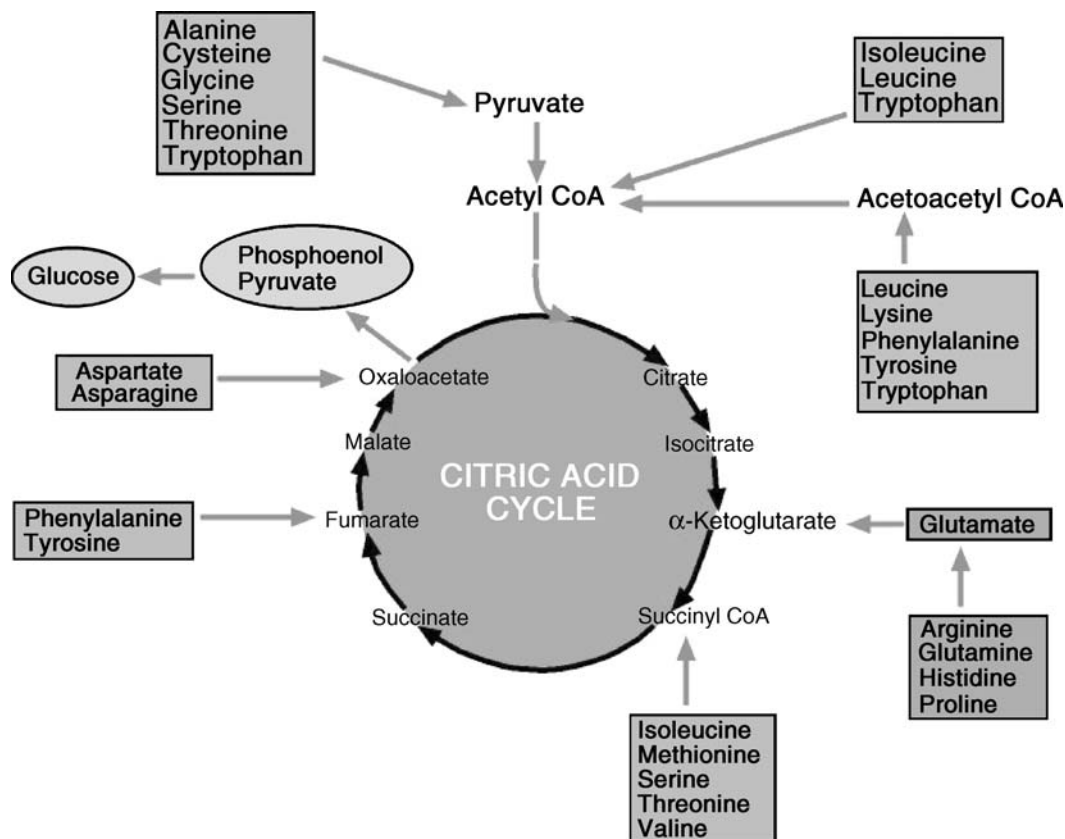 Alanine
Cysteine
Glycine
Serine
Threonine
Tryptophan
Pyruvate
Isoleucine
Leucine
Tryptophan
Acetyl CoA
Acetoacetyl CoA
Glucose
Phosphoenol
Pyruvate
Leucine
Lysine
Phenylalanine
Tyrosine
Tryptophan
Aspartate
Asparagine
Oxaloacetate
Citrate
Malate
Isocitrate
CITRIC ACID
CYCLE
Phenylalanine
Tyrosine
Fumarate
α-Ketoglutarate
Glutamate
Succinate
Succinyl CoA
Arginine
Glutamine
Histidine
Proline
Isoleucine
Methionine
Serine
Threonine
Valine